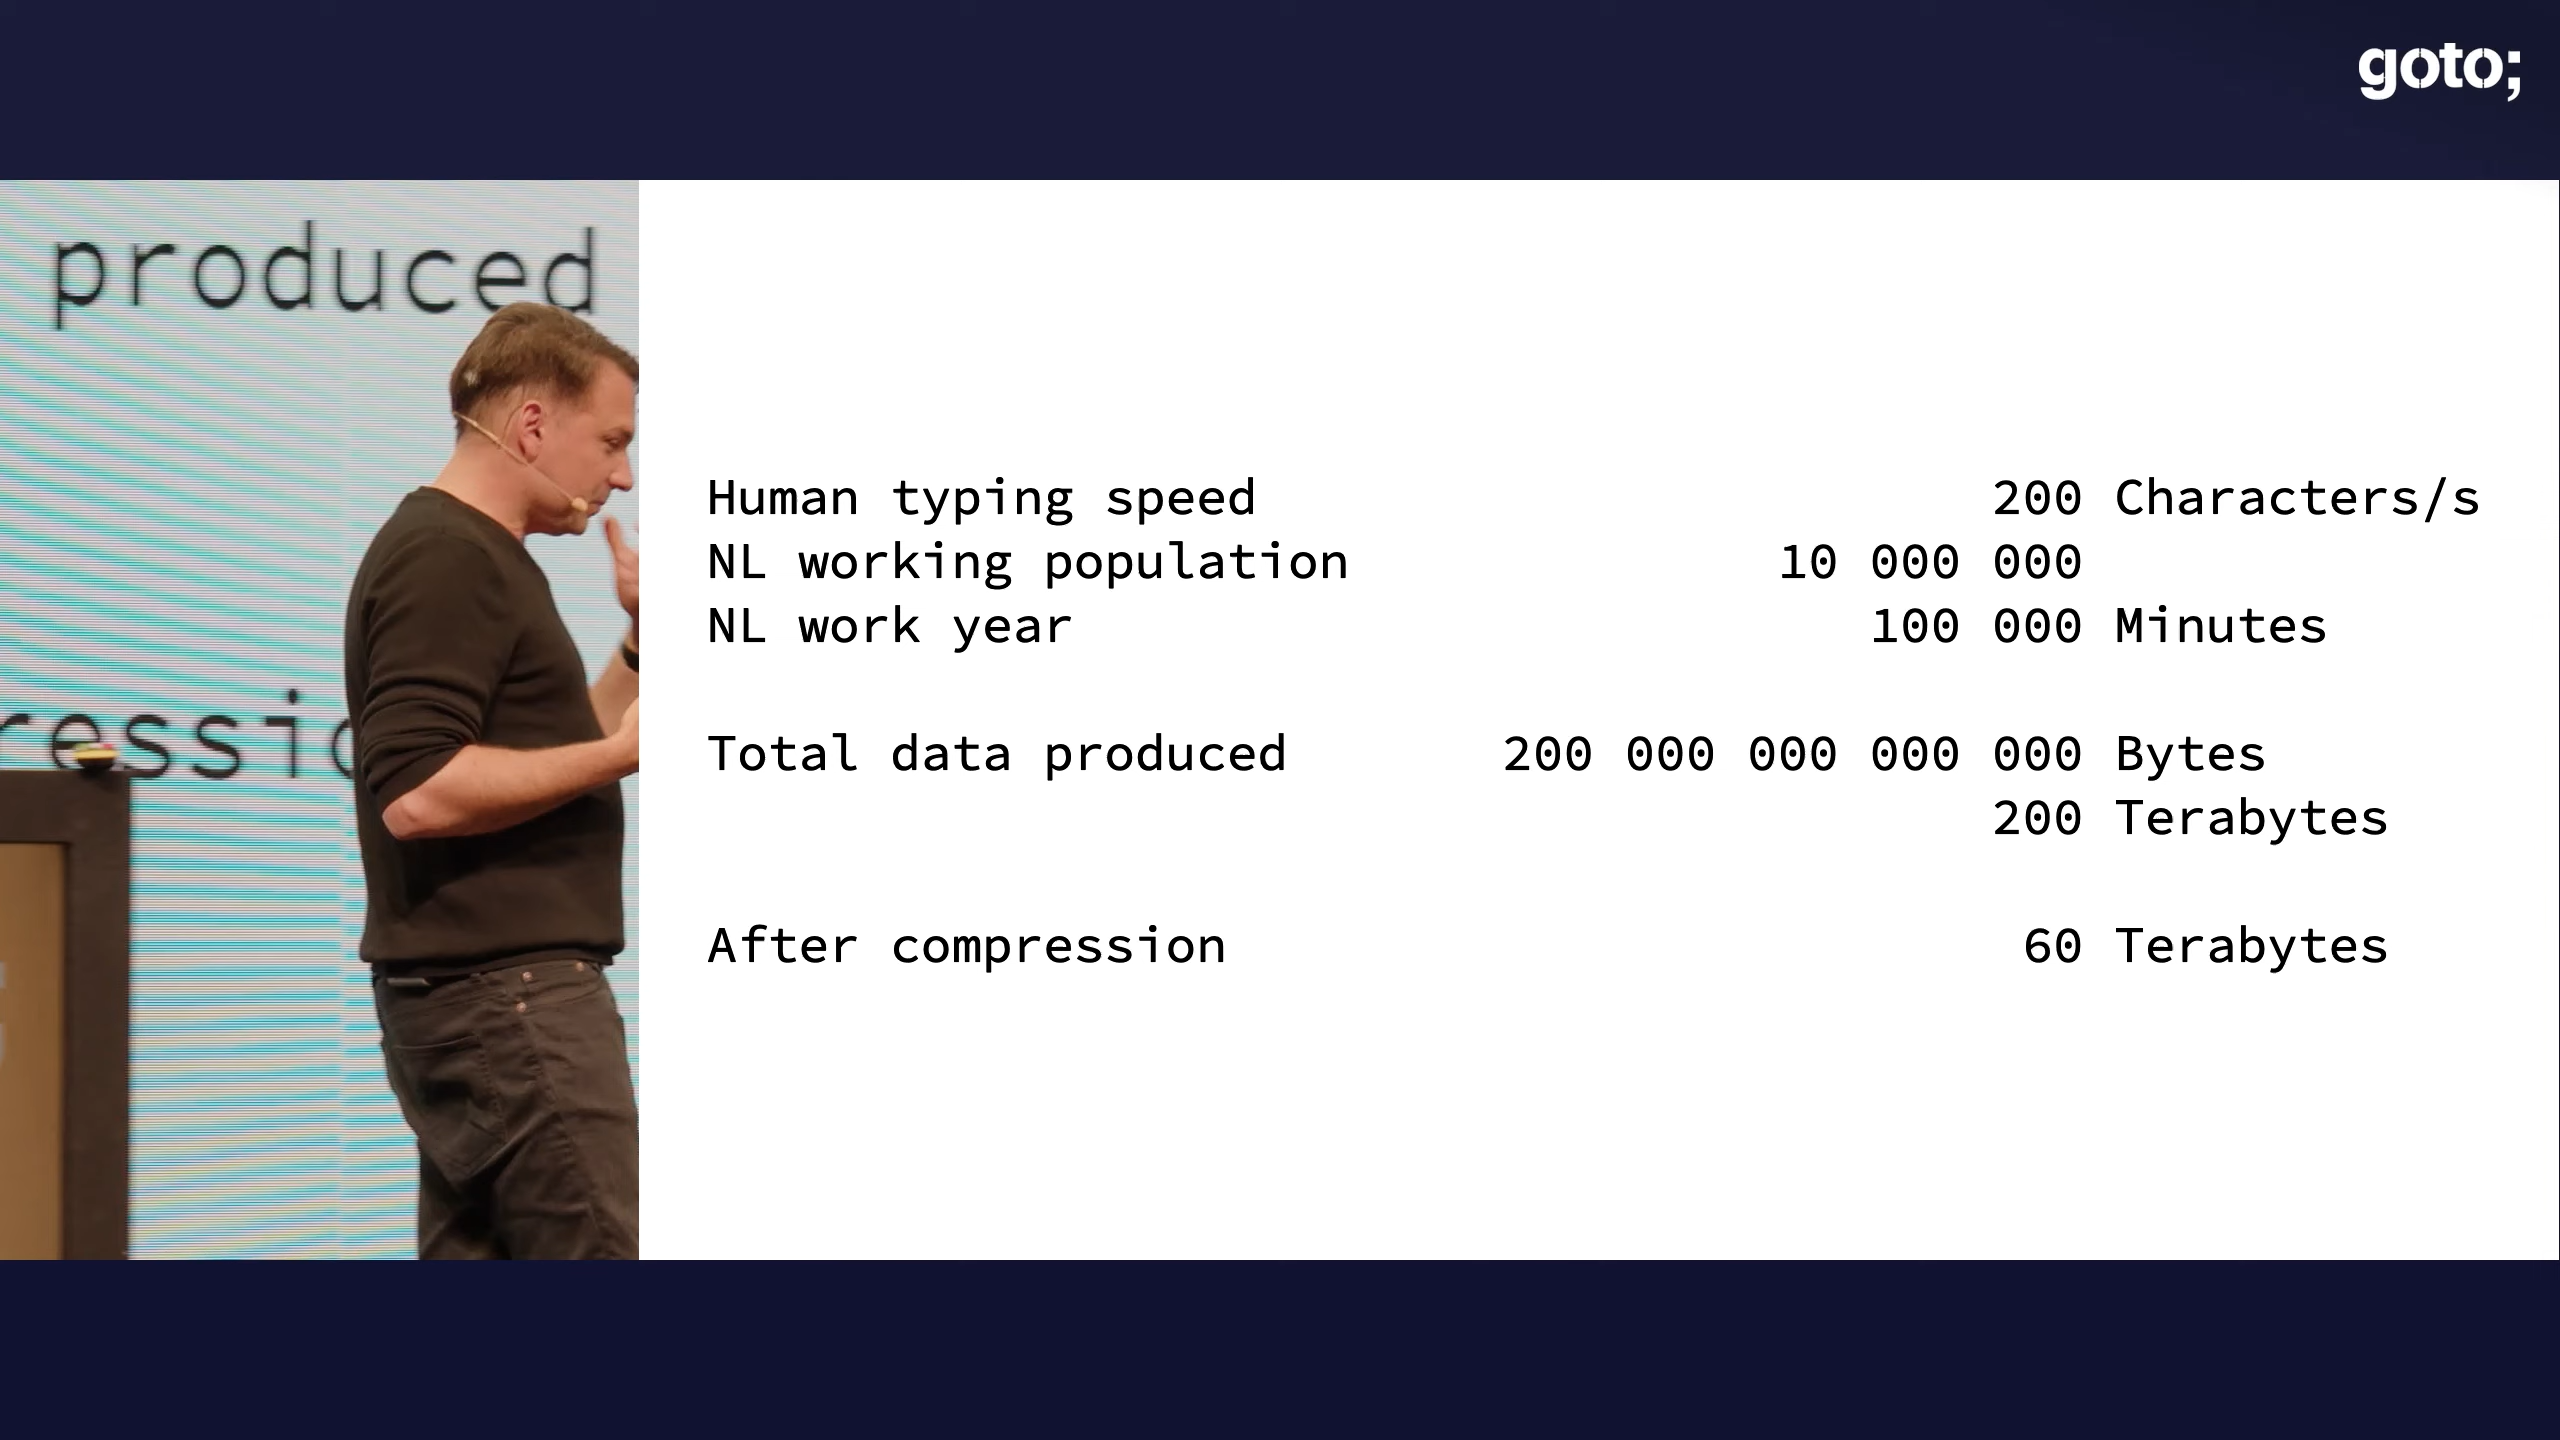 goto;
produced
ressio
Human typing speed 200 Characters/s
NL working population 10 000 000
NL work year 100 000 Minutes
Total data produced 200 000 000 000 000 Bytes
200 Terabytes
After compression 60 Terabytes